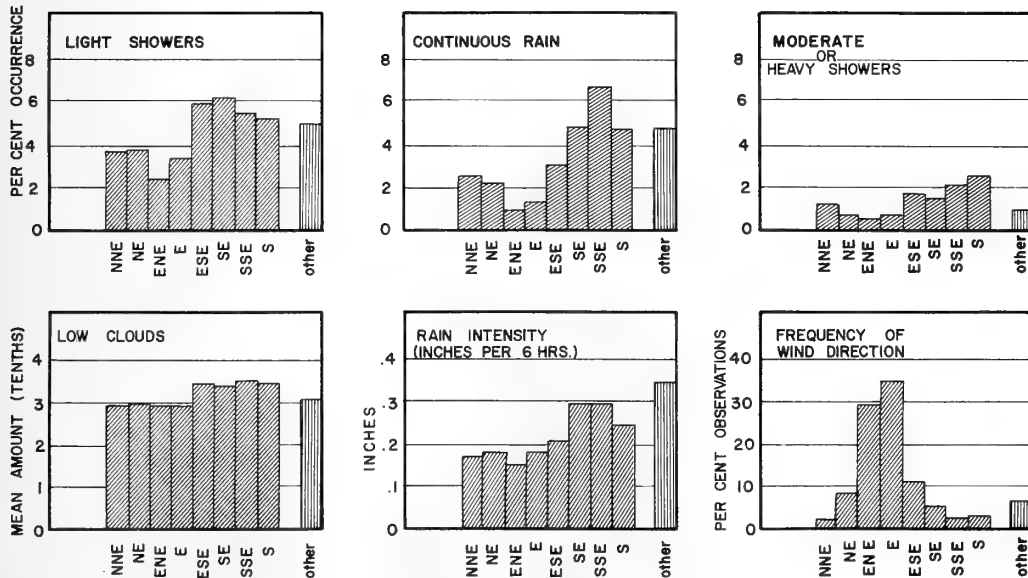 PER CENT OCCURRENCE
LIGHT SHOWERS
8
6
4
2
0
NNE NE ENE E ESE SE SSE S other
CONTINUOUS RAIN
8
6
4
2
0
NNE NE ENE E ESE SE SSE S other
MODERATE
OR
HEAVY SHOWERS
8
6
4
2
0
NNE NE ENE E ESE SE SSE S other
MEAN AMOUNT (TENTHS)
LOW CLOUDS
4
3
2
1
0
NNE NE ENE E ESE SE SSE S other
INCHES
RAIN INTENSITY
(INCHES PER 6 HRS.)
.4
.3
.2
.1
0
NNE NE ENE E ESE SE SSE S other
PER CENT OBSERVATIONS
FREQUENCY OF
WIND DIRECTION
40
30
20
10
0
NNE NE ENE E ESE SE SSE S other